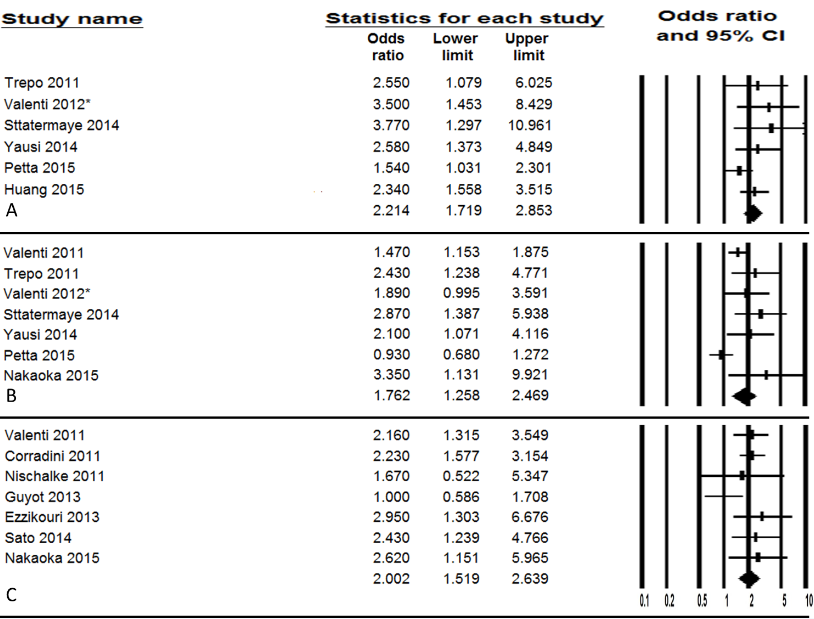 Study name Statistics for each study Odds ratio
and 95% CI
Odds Lower Upper
ratio limit limit
Trepo 2011 2.550 1.079 6.025
Valenti 2012* 3.500 1.453 8.429
Sttatermaye 2014 3.770 1.297 10.961
Yausi 2014 2.580 1.373 4.849
Petta 2015 1.540 1.031 2.301
Huang 2015 2.340 1.558 3.515
A 2.214 1.719 2.853
Valenti 2011 1.470 1.153 1.875
Trepo 2011 2.430 1.238 4.771
Valenti 2012* 1.890 0.995 3.591
Sttatermaye 2014 2.870 1.387 5.938
Yausi 2014 2.100 1.071 4.116
Petta 2015 0.930 0.680 1.272
Nakaoka 2015 3.350 1.131 9.921
B 1.762 1.258 2.469
Valenti 2011 2.160 1.315 3.549
Corradini 2011 2.230 1.577 3.154
Nischalke 2011 1.670 0.522 5.347
Guyot 2013 1.000 0.586 1.708
Ezzikouri 2013 2.950 1.303 6.676
Sato 2014 2.430 1.239 4.766
Nakaoka 2015 2.620 1.151 5.965
C 2.002 1.519 2.639
0.1 0.2 0.5 1 2 5 10